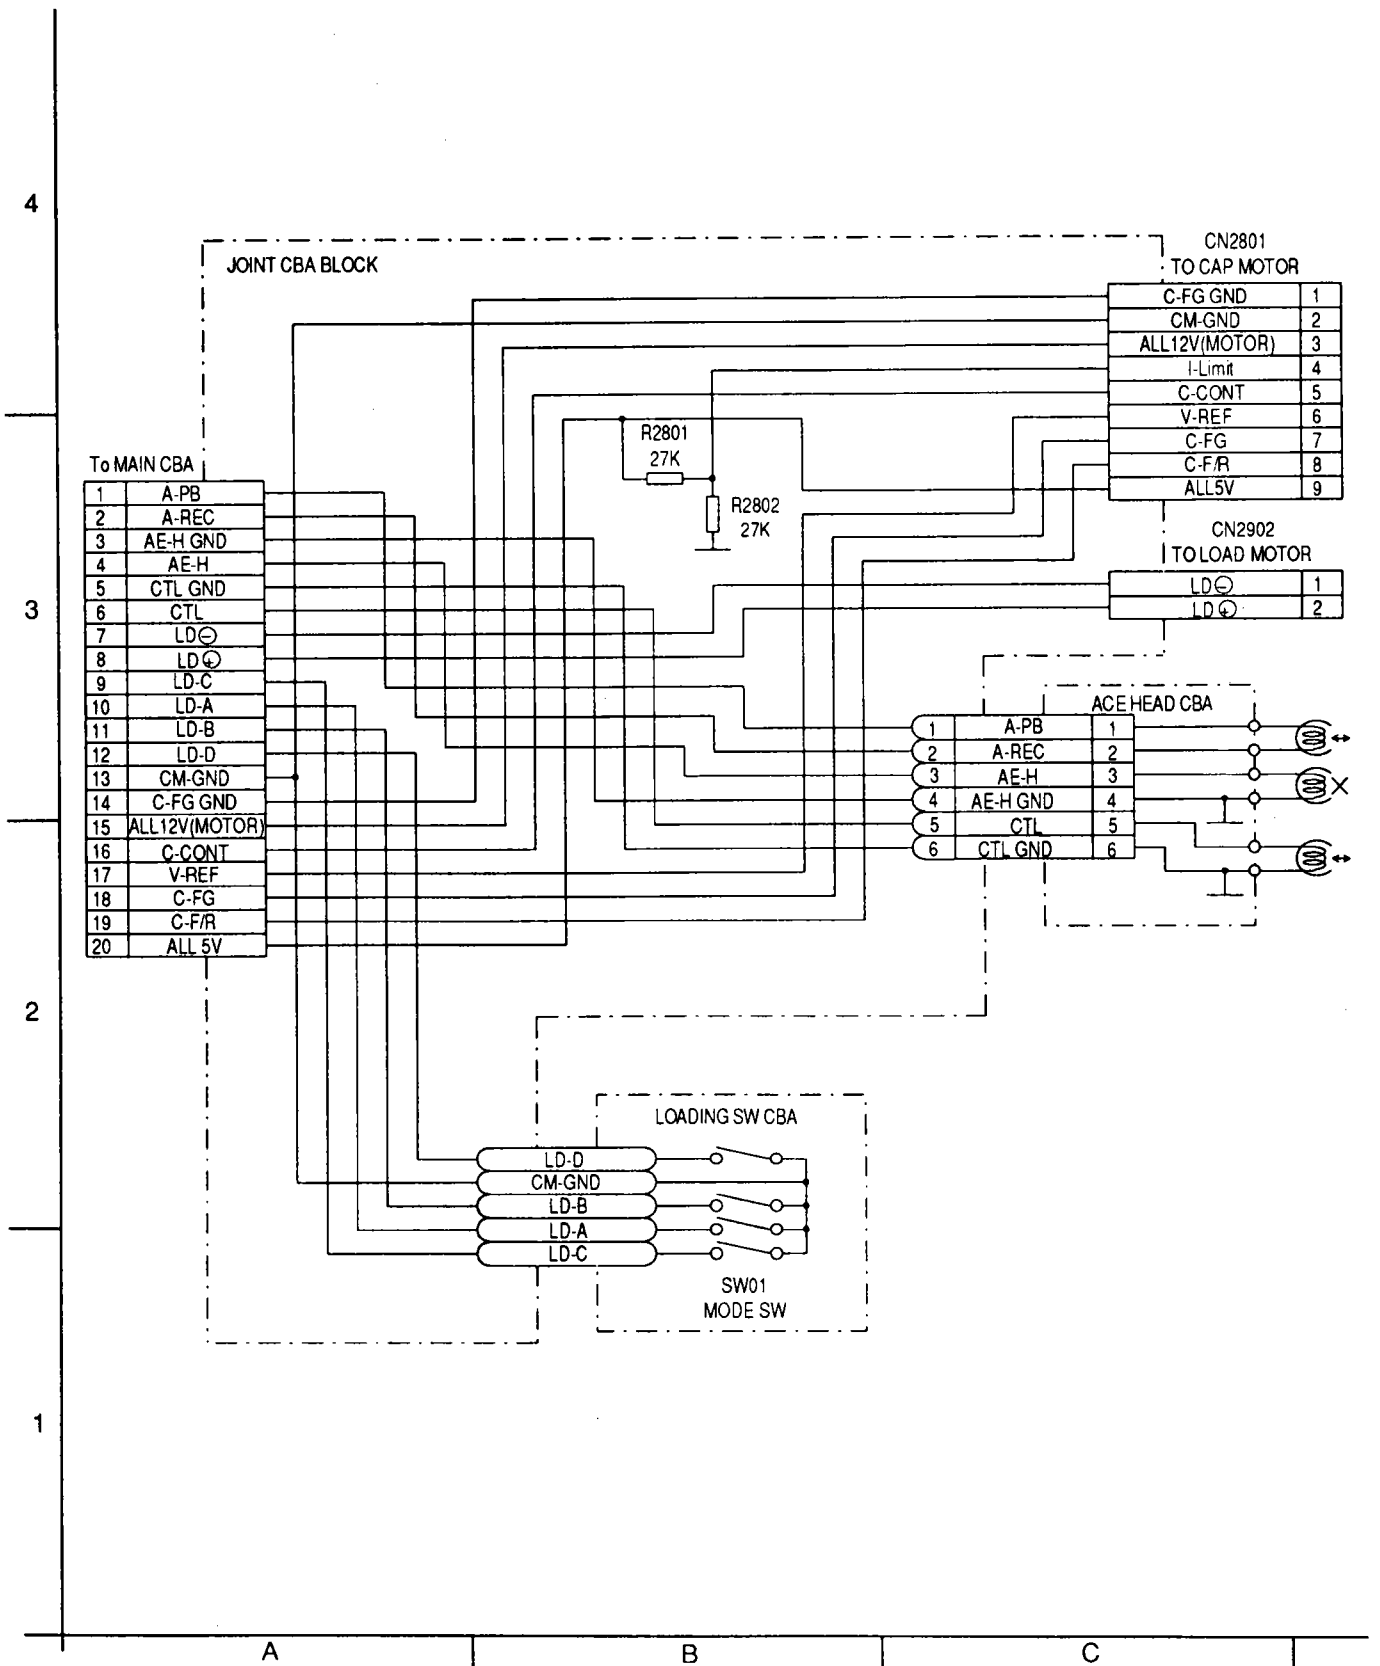 4
JOINT CBA BLOCK
CN2801
TO CAP MOTOR
C-FG GND 1
CM-GND 2
ALL12V(MOTOR) 3
I-Limit 4
C-CONT 5
V-REF 6
C-FG 7
C-F/R 8
ALL5V 9
R2801
27K
R2802
27K
To MAIN CBA
1 A-PB
2 A-REC
3 AE-H GND
4 AE-H
5 CTL GND
6 CTL
7 LD⊖
8 LD⊕
9 LD-C
10 LD-A
11 LD-B
12 LD-D
13 CM-GND
14 C-FG GND
15 ALL12V(MOTOR)
16 C-CONT
17 V-REF
18 C-FG
19 C-F/R
20 ALL 5V
CN2902
TO LOAD MOTOR
LD⊖ 1
LD⊕ 2
3
ACE HEAD CBA
1 A-PB 1
2 A-REC 2
3 AE-H 3
4 AE-H GND 4
5 CTL 5
6 CTL GND 6
2
LOADING SW CBA
LD-D
CM-GND
LD-B
LD-A
LD-C
SW01
MODE SW
1
A B C